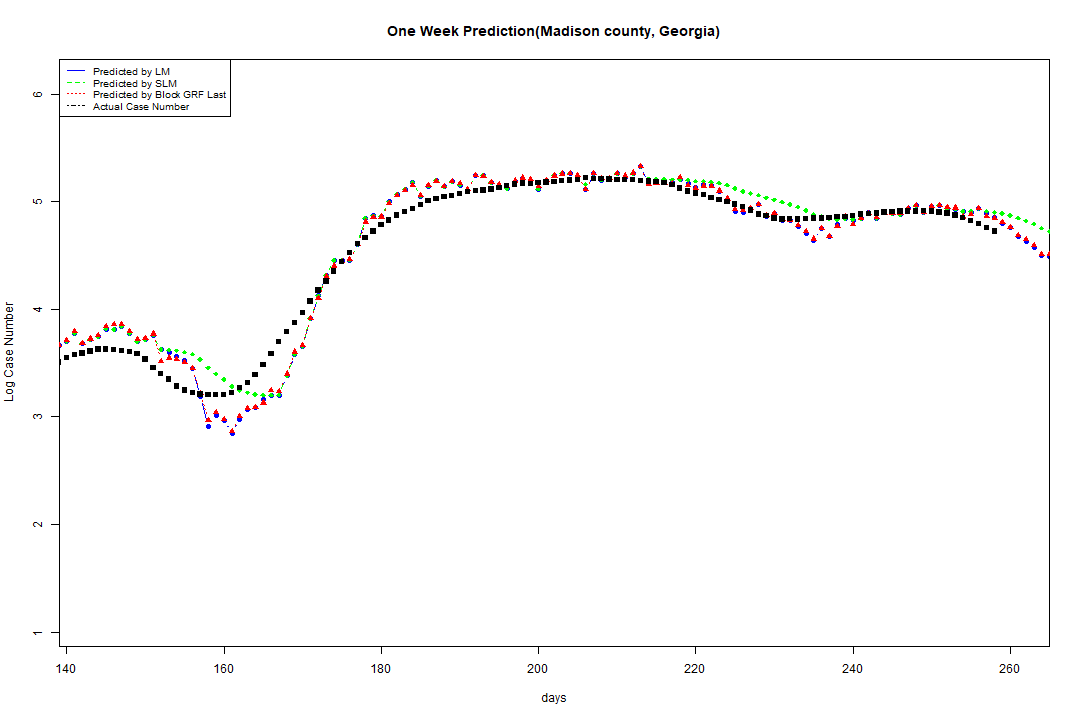 One Week Prediction(Madison county, Georgia)
Predicted by LM
Predicted by SLM
Predicted by Block GRF Last
Actual Case Number
Log Case Number
6
5
4
3
2
1
140 160 180 200 220 240 260
days